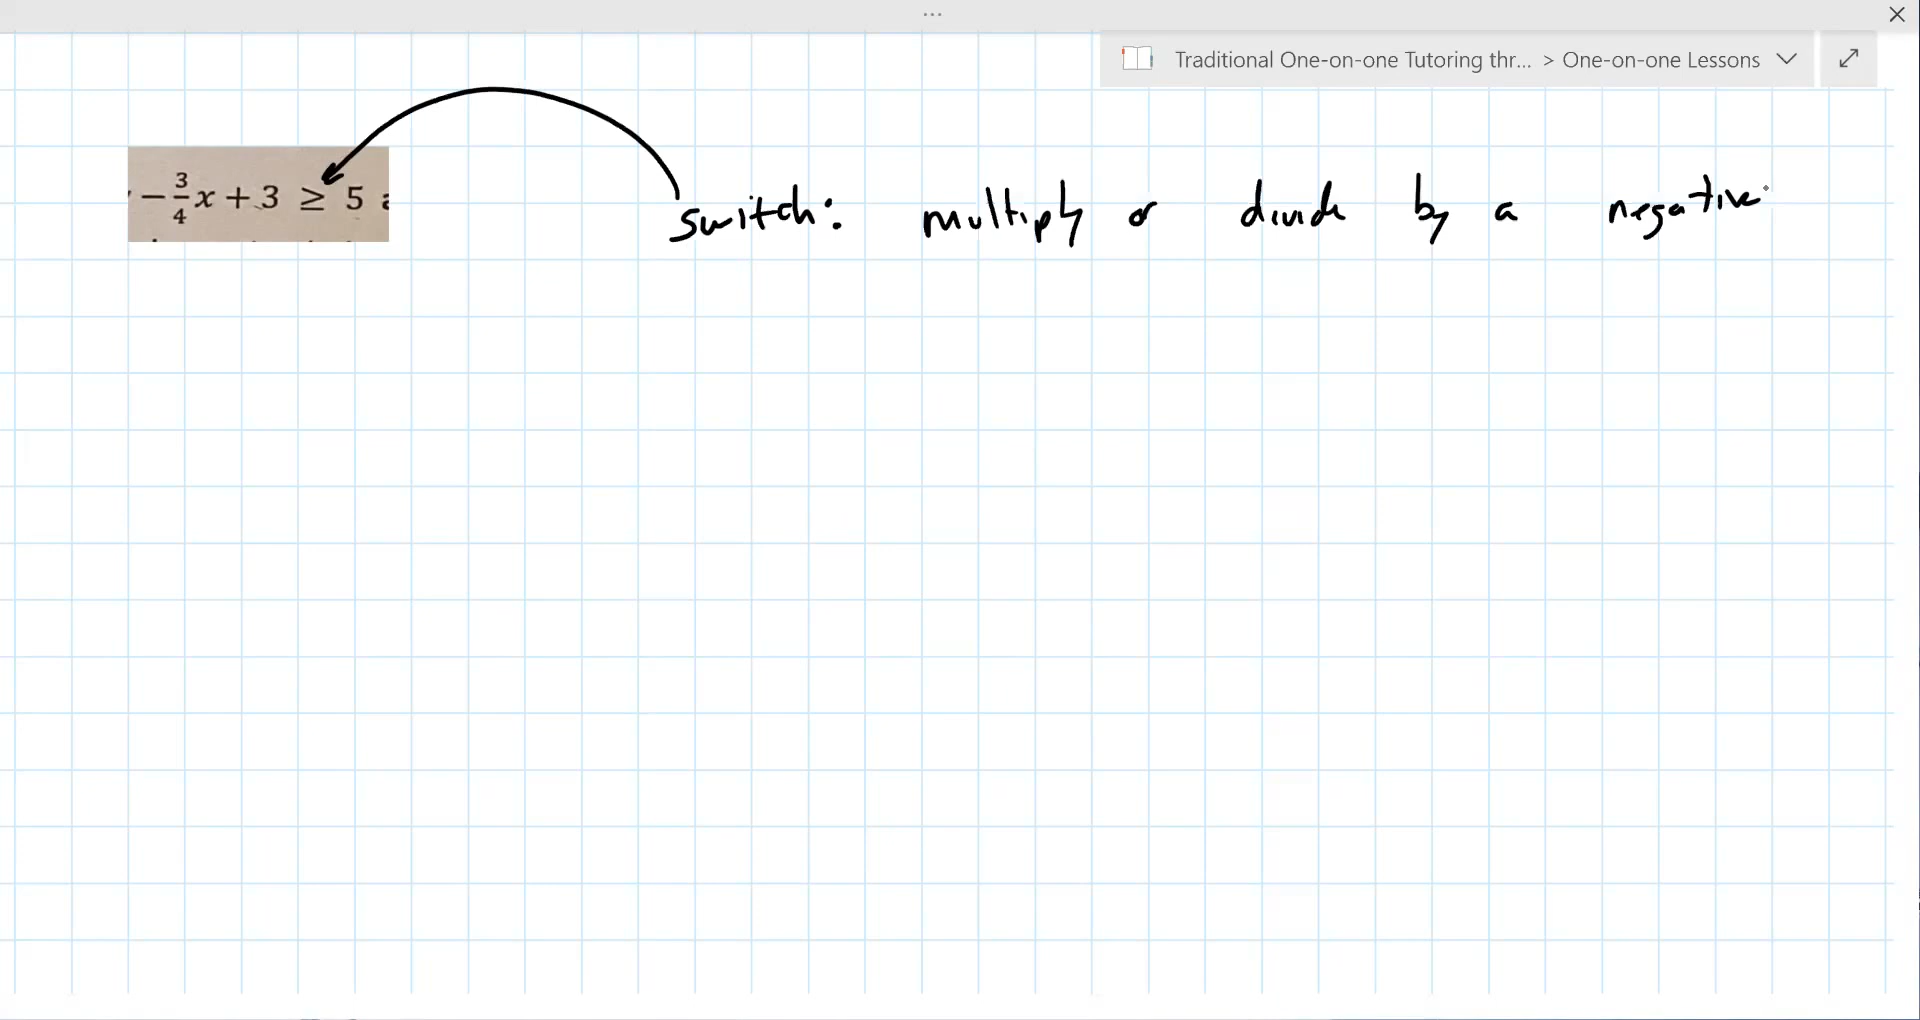 ...
Traditional One-on-one Tutoring thr... > One-on-one Lessons
- 3/4 x + 3 ≥ 5
switch: multiply or divide by a negative